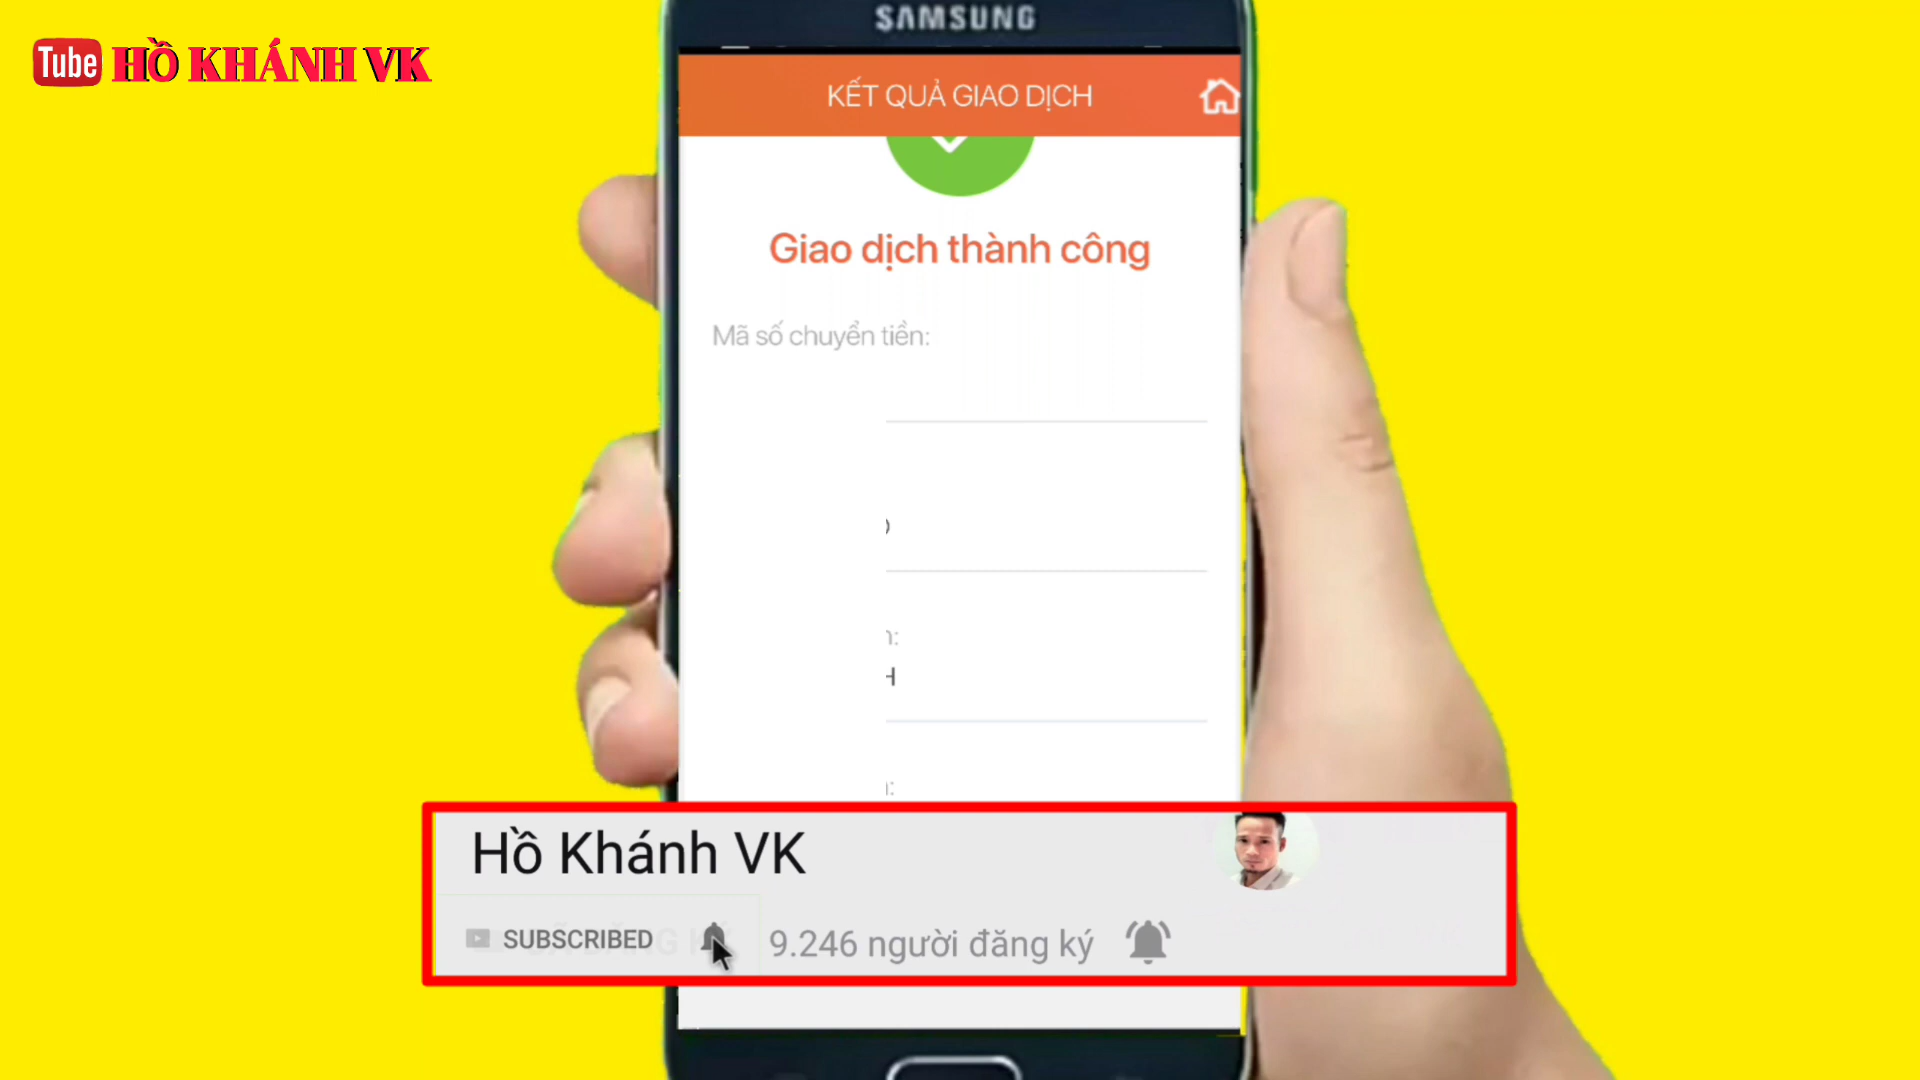 Tube HỒ KHÁNH VK
SAMSUNG
KẾT QUẢ GIAO DỊCH
Giao dịch thành công
Mã số chuyển tiền:
H
Hồ Khánh VK
SUBSCRIBED
9.246 người đăng ký